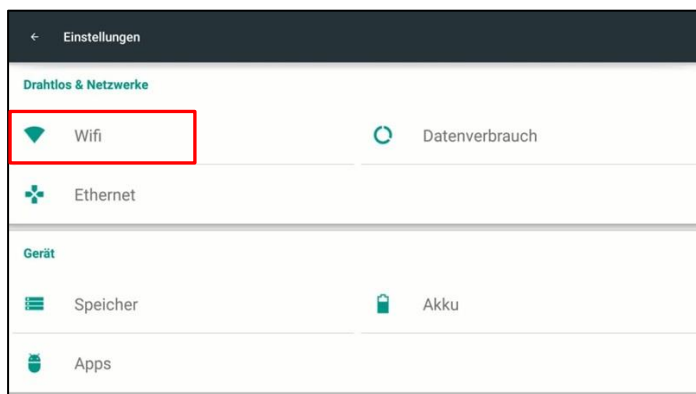 Einstellungen
Drahtlos & Netzwerke
Wifi
Datenverbrauch
Ethernet
Gerät
Speicher
Akku
Apps